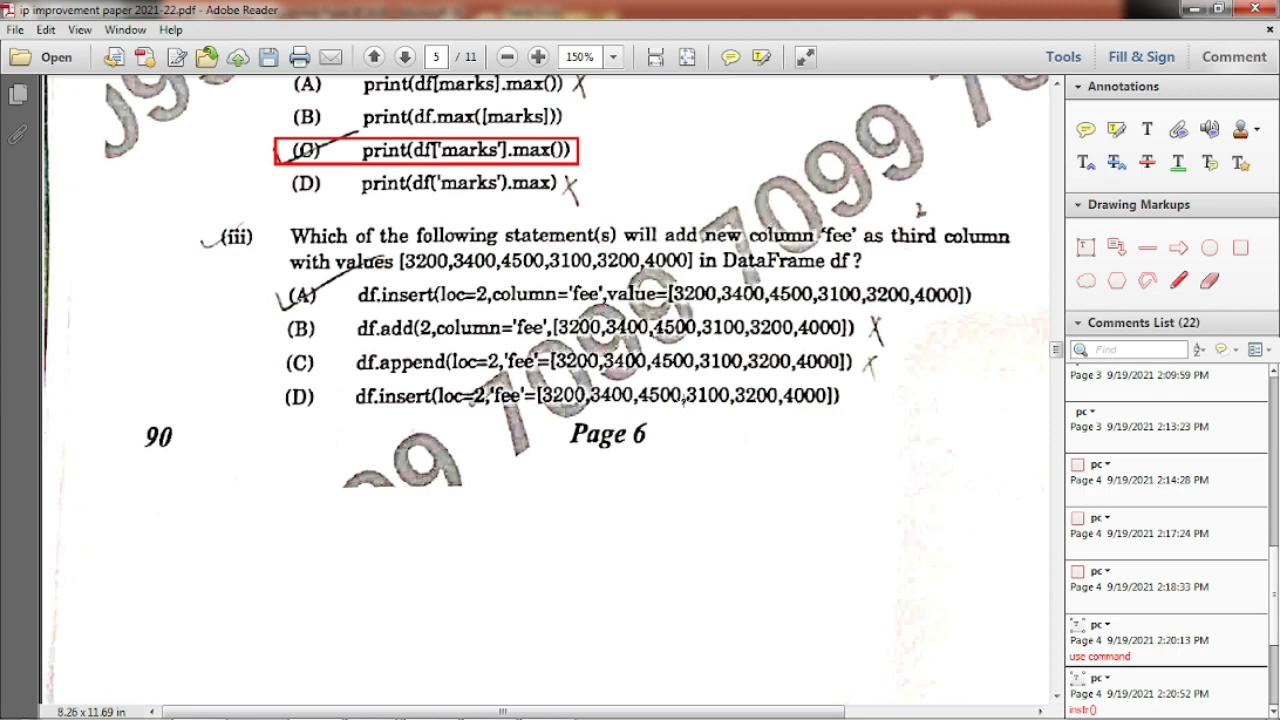 ip improvement paper 2021-22.pdf - Adobe Reader
File Edit View Window Help
Open 5 / 11 150% Tools Fill & Sign Comment
(A) print(df[marks].max())
(B) print(df.max([marks]))
(C) print(df['marks'].max())
(D) print(df('marks').max)
2
(iii) Which of the following statement(s) will add new column 'fee' as third column
with values [3200,3400,4500,3100,3200,4000] in DataFrame df ?
(A) df.insert(loc=2,column='fee',value=[3200,3400,4500,3100,3200,4000])
(B) df.add(2,column='fee',[3200,3400,4500,3100,3200,4000])
(C) df.append(loc=2,'fee'=[3200,3400,4500,3100,3200,4000])
(D) df.insert(loc=2,'fee'=[3200,3400,4500,3100,3200,4000])
90 Page 6
7099 7099
8.26 x 11.69 in
Annotations
Drawing Markups
Comments List (22)
Find
Page 3 9/19/2021 2:09:59 PM
pc
Page 3 9/19/2021 2:13:23 PM
pc
Page 4 9/19/2021 2:14:28 PM
pc
Page 4 9/19/2021 2:17:24 PM
pc
Page 4 9/19/2021 2:18:33 PM
pc
Page 4 9/19/2021 2:20:13 PM
use command
pc
Page 4 9/19/2021 2:20:52 PM
instr()